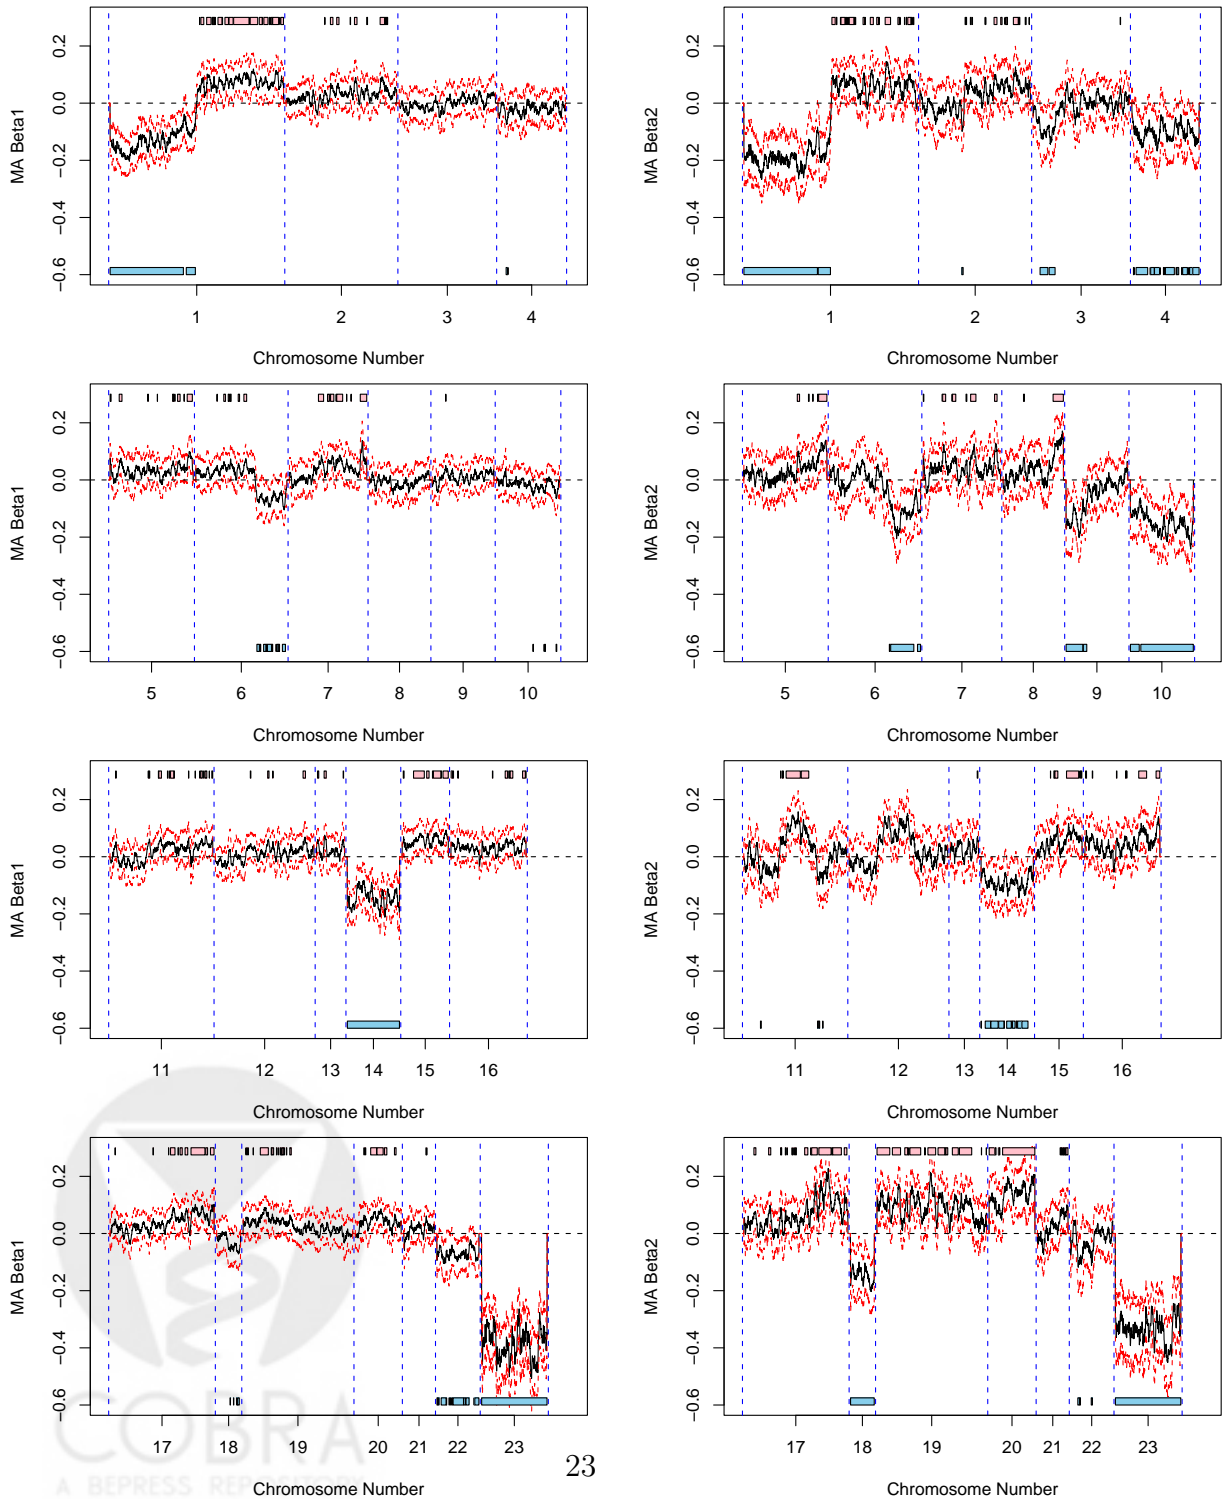 MA Beta1
0.2
0.0
−0.2
−0.4
−0.6
1 2 3 4
Chromosome Number
MA Beta2
0.2
0.0
−0.2
−0.4
−0.6
1 2 3 4
Chromosome Number
MA Beta1
0.2
0.0
−0.2
−0.4
−0.6
5 6 7 8 9 10
Chromosome Number
MA Beta2
0.2
0.0
−0.2
−0.4
−0.6
5 6 7 8 9 10
Chromosome Number
MA Beta1
0.2
0.0
−0.2
−0.4
−0.6
11 12 13 14 15 16
Chromosome Number
MA Beta2
0.2
0.0
−0.2
−0.4
−0.6
11 12 13 14 15 16
Chromosome Number
MA Beta1
0.2
0.0
−0.2
−0.4
−0.6
17 18 19 20 21 22 23
Chromosome Number
MA Beta2
0.2
0.0
−0.2
−0.4
−0.6
17 18 19 20 21 22 23
Chromosome Number
COBRA
A BEPRESS REPOSITORY
23